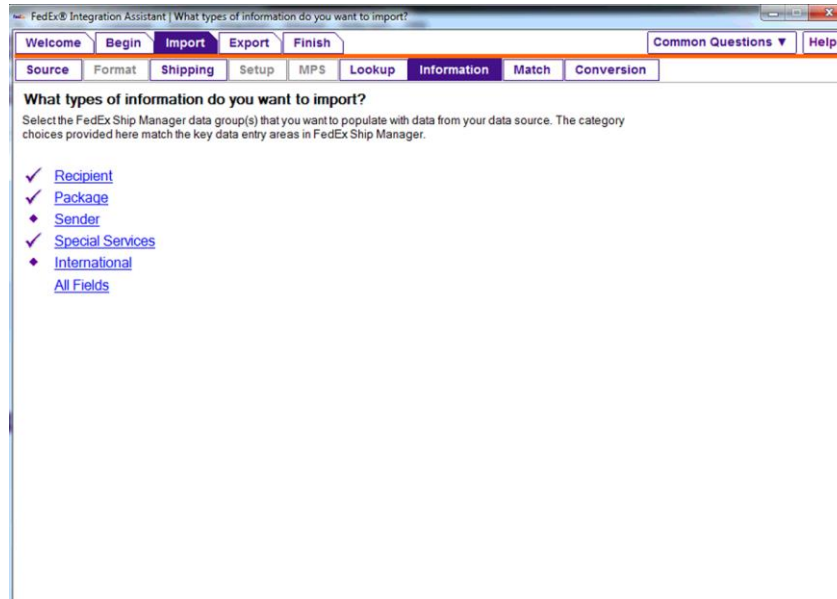 FedEx® Integration Assistant | What types of information do you want to import?
Welcome Begin Import Export Finish Common Questions ▼ Help
Source Format Shipping Setup MPS Lookup Information Match Conversion
What types of information do you want to import?
Select the FedEx Ship Manager data group(s) that you want to populate with data from your data source. The category
choices provided here match the key data entry areas in FedEx Ship Manager.
Recipient
Package
Sender
Special Services
International
All Fields